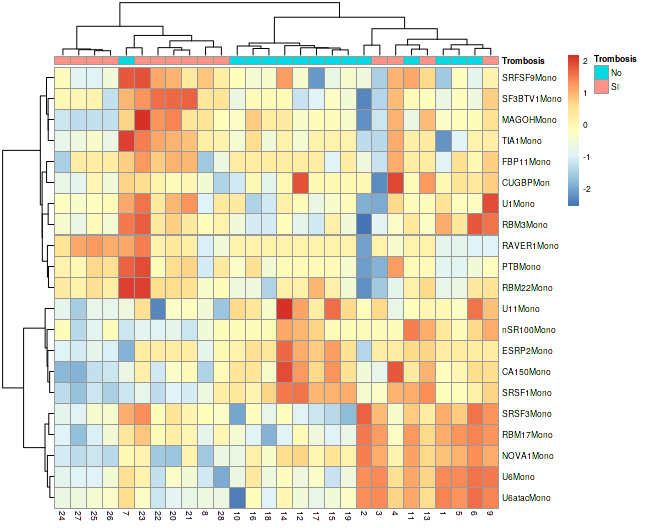 Trombosis
SRFSF9Mono
SF3BTV1Mono
MAGOHMono
TIA1Mono
FBP11Mono
CUGBPMon
U1Mono
RBM3Mono
RAVER1Mono
PTBMono
RBM22Mono
U11Mono
nSR100Mono
ESRP2Mono
CA150Mono
SRSF1Mono
SRSF3Mono
RBM17Mono
NOVA1Mono
U6Mono
U6atacMono
24 27 25 26 7 23 22 20 21 8 28 10 16 18 14 12 17 15 19 2 3 4 11 13 1 5 6 9
2
1
0
-1
-2
Trombosis
No
SI